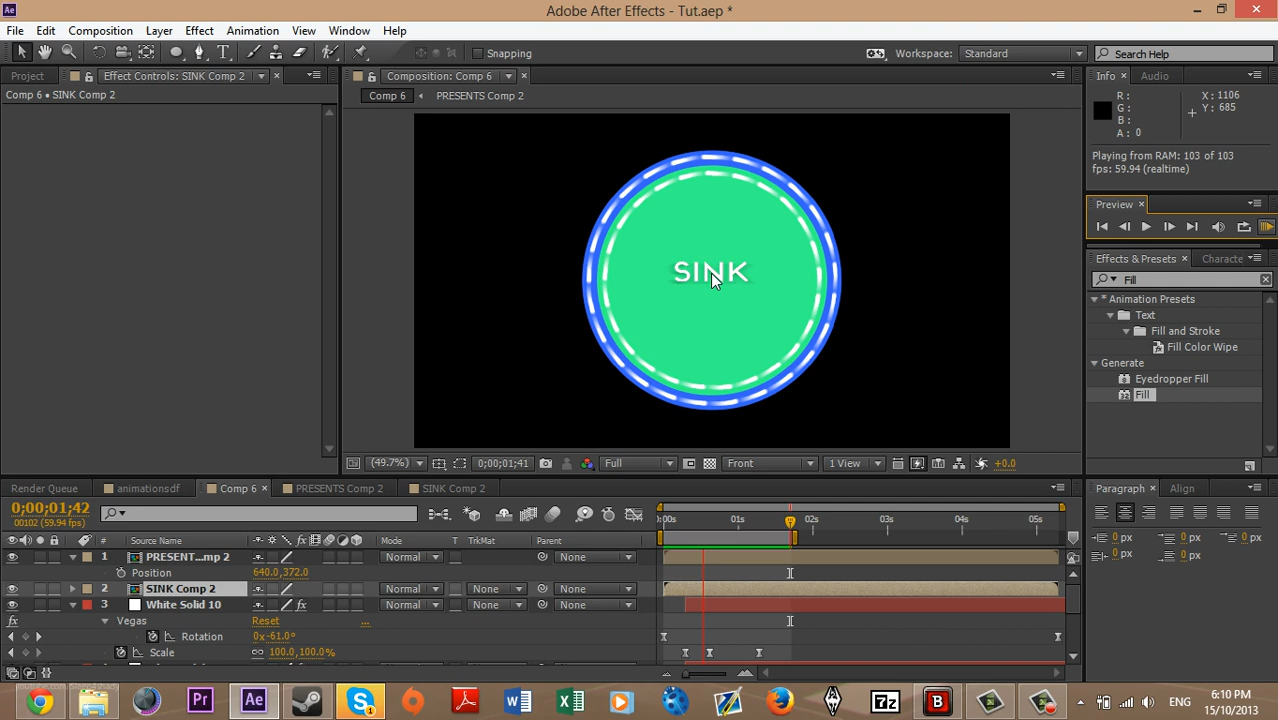 Adobe After Effects - Tut.aep *
File Edit Composition Layer Effect Animation View Window Help
Snapping Workspace: Standard Search Help
Project Effect Controls: SINK Comp 2 Composition: Comp 6 Info Audio
Comp 6 • SINK Comp 2
Comp 6 PRESENTS Comp 2
R: X: 1106
G: Y: 685
B:
A: 0
Playing from RAM: 103 of 103
fps: 59.94 (realtime)
Preview
Effects & Presets Characte
Fill
* Animation Presets
Text
Fill and Stroke
Fill Color Wipe
Generate
Eyedropper Fill
Fill
SINK
(49.7%) 0;00;01;41 Full Front 1 View +0.0
Render Queue animationsdf Comp 6 PRESENTS Comp 2 SINK Comp 2 Paragraph Align
0;00;01;42
00102 (59.94 fps)
:00s 01s 02s 03s 04s 05s
# Source Name Mode T TrkMat Parent
1 PRESENT...mp 2 Normal None
Position 640.0,372.0
2 SINK Comp 2 Normal None None
3 White Solid 10 Normal None None
Vegas Reset ...
Rotation 0x-61.0°
Scale 100.0,100.0%
0 px 0 px 0 px
0 px 0 px
Pr Ae W X 7z B
ENG
6:10 PM
15/10/2013